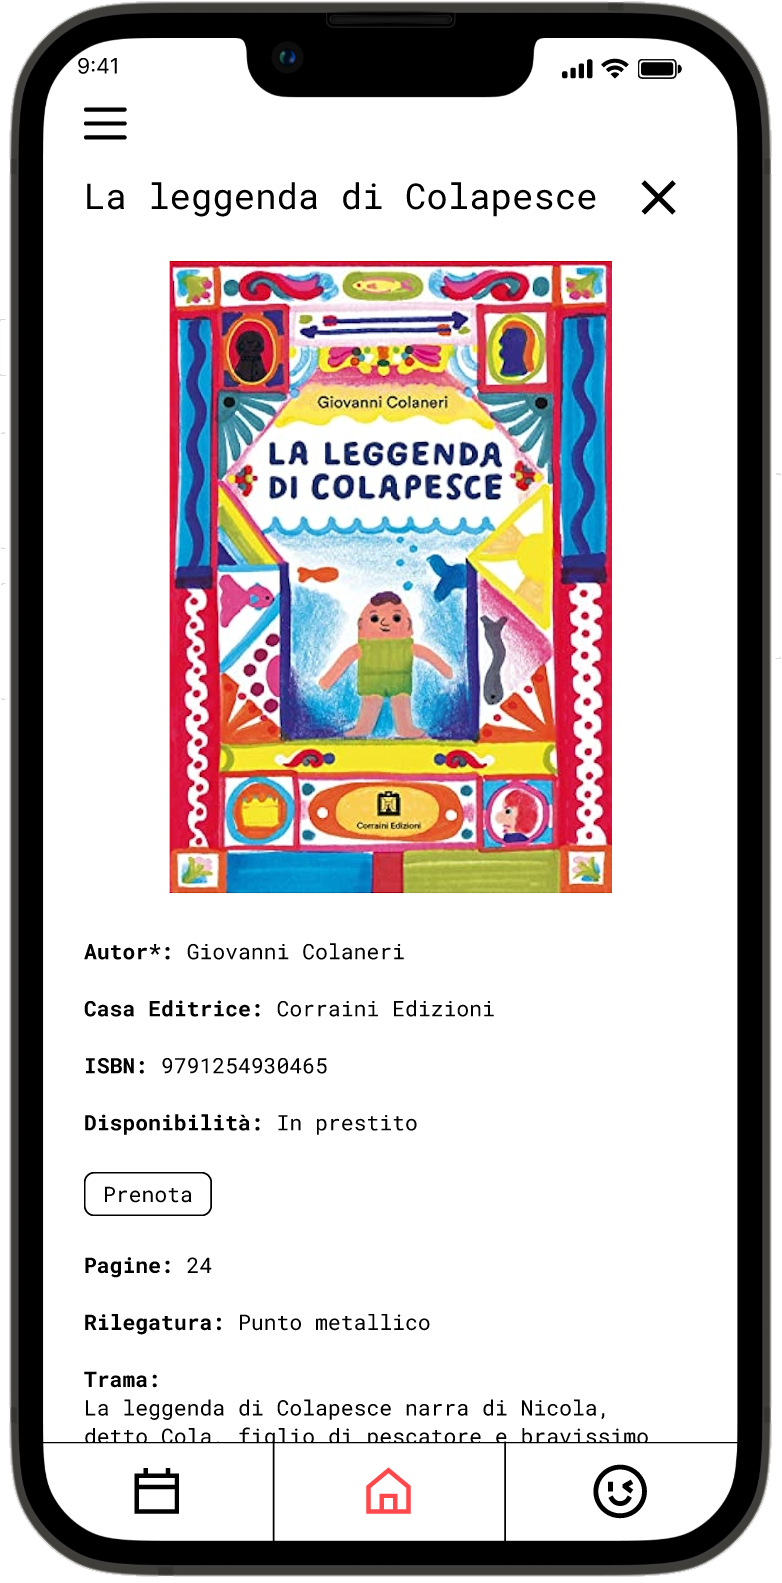 9:41
La leggenda di Colapesce
Giovanni Colaneri
LA LEGGENDA
DI COLAPESCE
Corraini Edizioni
Autor*: Giovanni Colaneri
Casa Editrice: Corraini Edizioni
ISBN: 9791254930465
Disponibilità: In prestito
Prenota
Pagine: 24
Rilegatura: Punto metallico
Trama:
La leggenda di Colapesce narra di Nicola,
detto Cola, figlio di pescatore e bravissimo